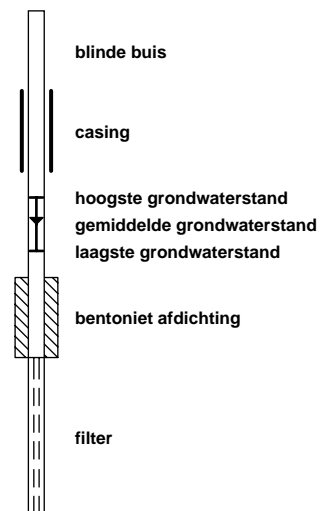 blinde buis
casing
hoogste grondwaterstand
gemiddelde grondwaterstand
laagste grondwaterstand
bentoniet afdichting
filter